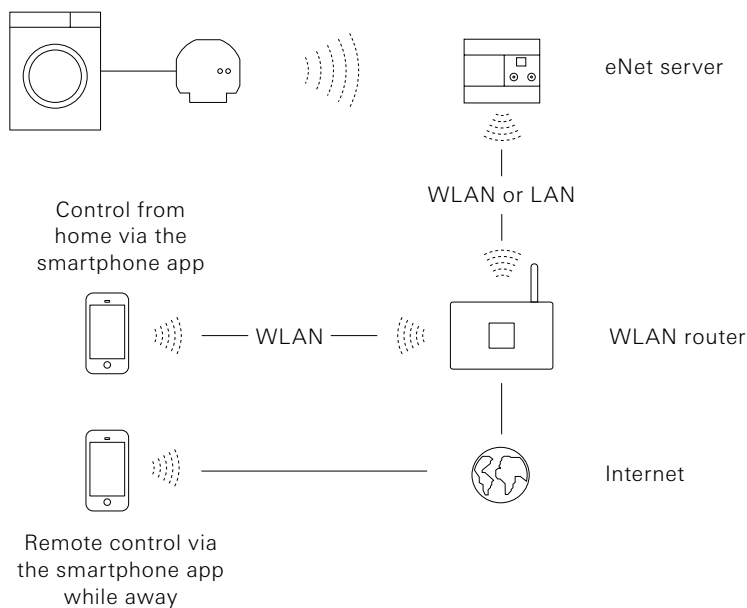 eNet server
WLAN or LAN
Control from
home via the
smartphone app
WLAN
WLAN router
Internet
Remote control via
the smartphone app
while away